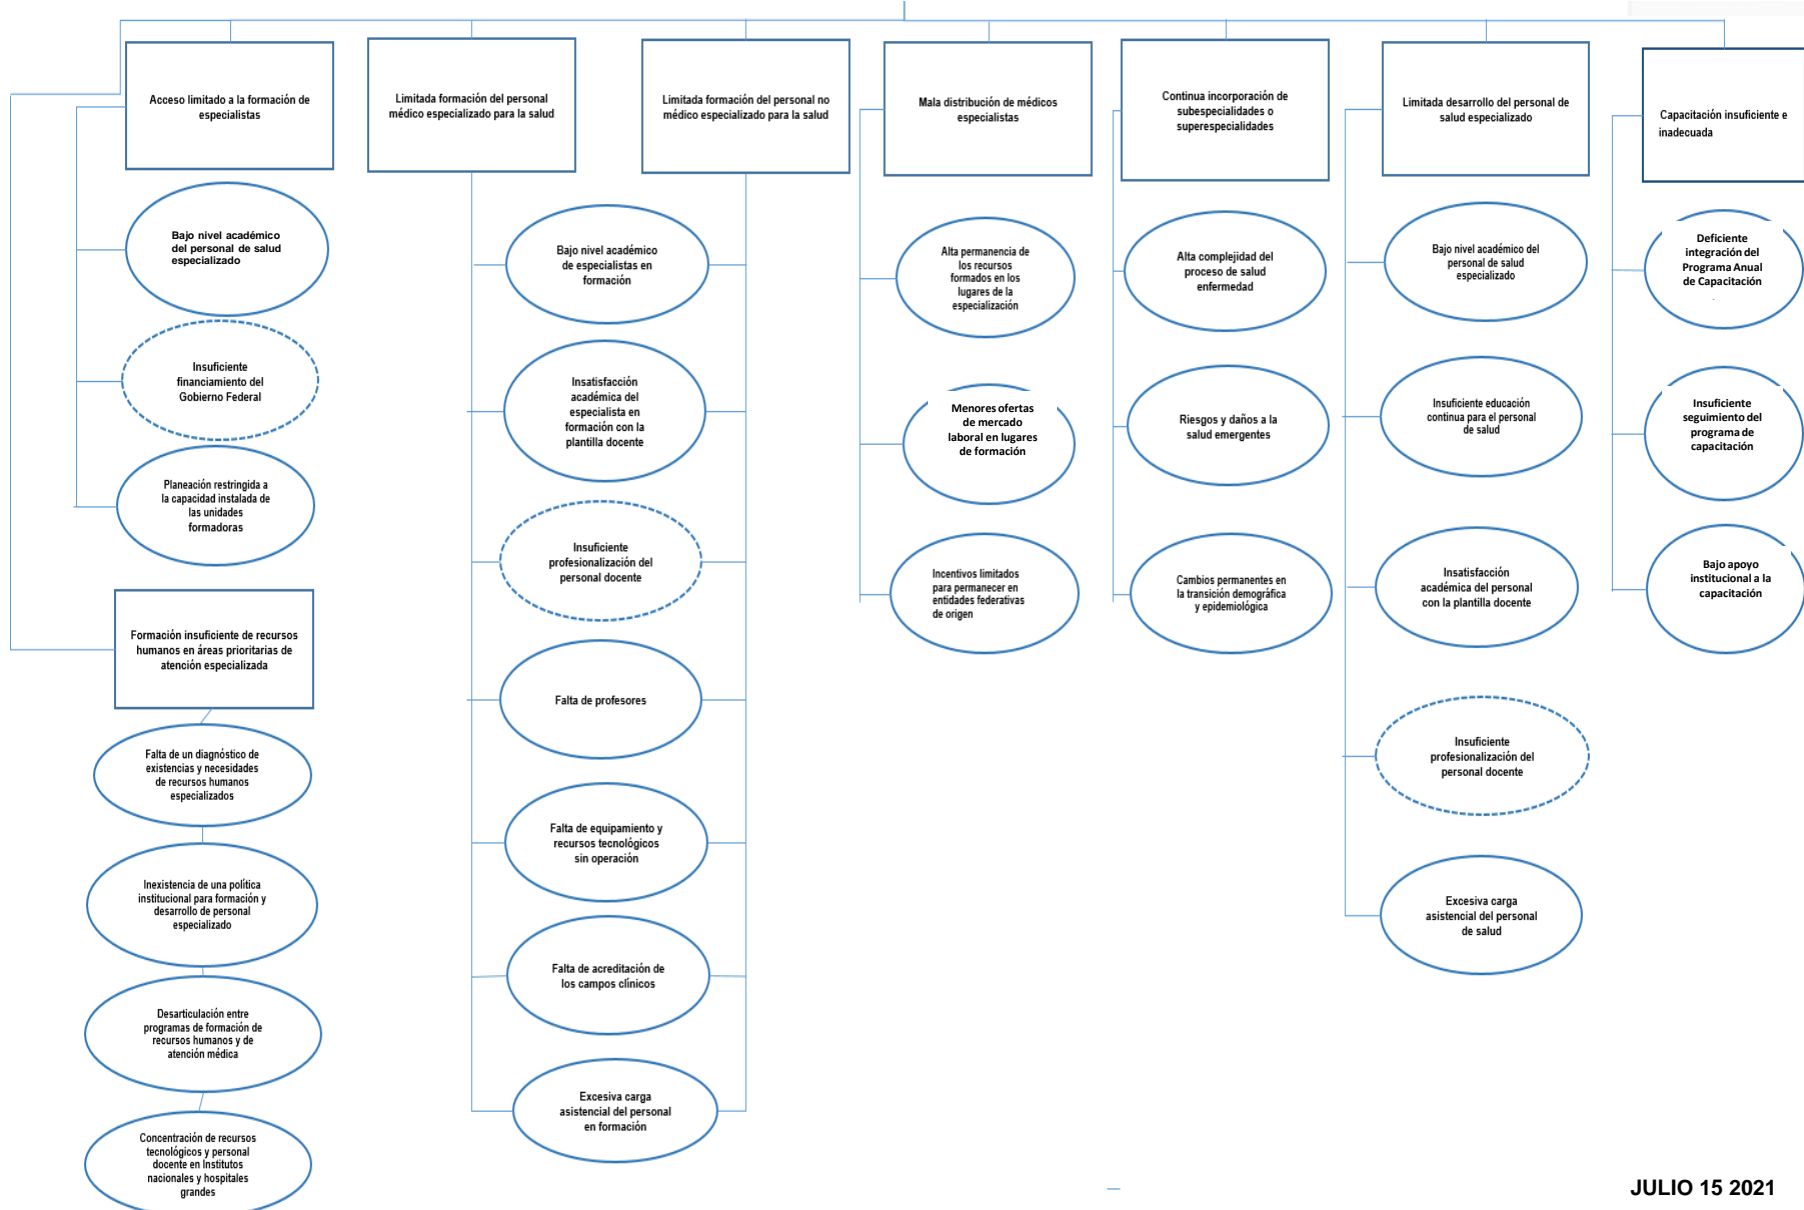 Acceso limitado a la formación de
especialistas
Limitada formación del personal
médico especializado para la salud
Limitada formación del personal no
médico especializado para la salud
Mala distribución de médicos
especialistas
Continua incorporación de
subespecialidades o
superespecialidades
Limitada desarrollo del personal de
salud especializado
Capacitación insuficiente e
inadecuada
Bajo nivel académico
del personal de salud
especializado
Insuficiente
financiamiento del
Gobierno Federal
Planeación restringida a
la capacidad instalada de
las unidades
formadoras
Formación insuficiente de recursos
humanos en áreas prioritarias de
atención especializada
Falta de un diagnóstico de
existencias y necesidades
de recursos humanos
especializados
Inexistencia de una política
institucional para formación y
desarrollo de personal
especializado
Desarticulación entre
programas de formación de
recursos humanos y de
atención médica
Concentración de recursos
tecnológicos y personal
docente en Institutos
nacionales y hospitales
grandes
Bajo nivel académico
de especialistas en
formación
Insatisfacción
académica del
especialista en
formación con la
plantilla docente
Insuficiente
profesionalización del
personal docente
Falta de profesores
Falta de equipamiento y
recursos tecnológicos
sin operación
Falta de acreditación de
los campos clínicos
Excesiva carga
asistencial del personal
en formación
Alta permanencia de
los recursos
formados en los
lugares de la
especialización
Menores ofertas
de mercado
laboral en lugares
de formación
Incentivos limitados
para permanecer en
entidades federativas
de origen
Alta complejidad del
proceso de salud
enfermedad
Riesgos y daños a la
salud emergentes
Cambios permanentes en
la transición demográfica
y epidemiológica
Bajo nivel académico del
personal de salud
especializado
Insuficiente educación
continua para el personal
de salud
Insatisfacción
académica del personal
con la plantilla docente
Insuficiente
profesionalización del
personal docente
Excesiva carga
asistencial del personal
de salud
Deficiente
integración del
Programa Anual
de Capacitación
Insuficiente
seguimiento del
programa de
capacitación
Bajo apoyo
institucional a la
capacitación
JULIO 15 2021